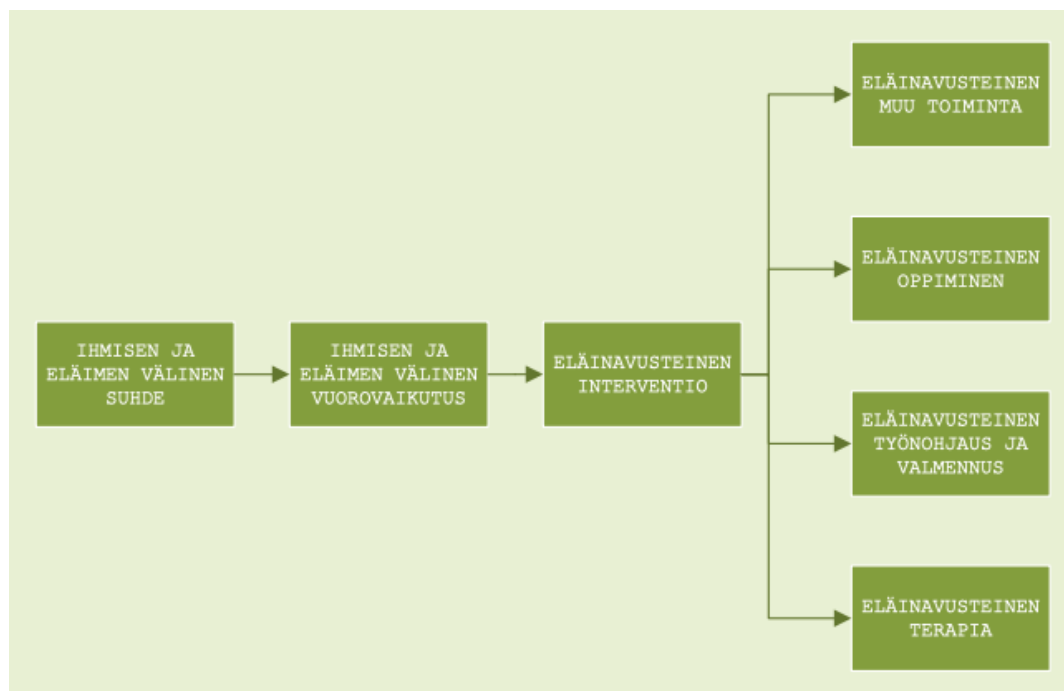 IHMISEN JA
ELÄIMEN VÄLINEN
SUHDE
IHMISEN JA
ELÄIMEN VÄLINEN
VUOROVAIKUTUS
ELÄINAVUSTEINEN
INTERVENTIO
ELÄINAVUSTEINEN
MUU TOIMINTA
ELÄINAVUSTEINEN
OPPIMINEN
ELÄINAVUSTEINEN
TYÖNOHJAUS JA
VALMENNUS
ELÄINAVUSTEINEN
TERAPIA